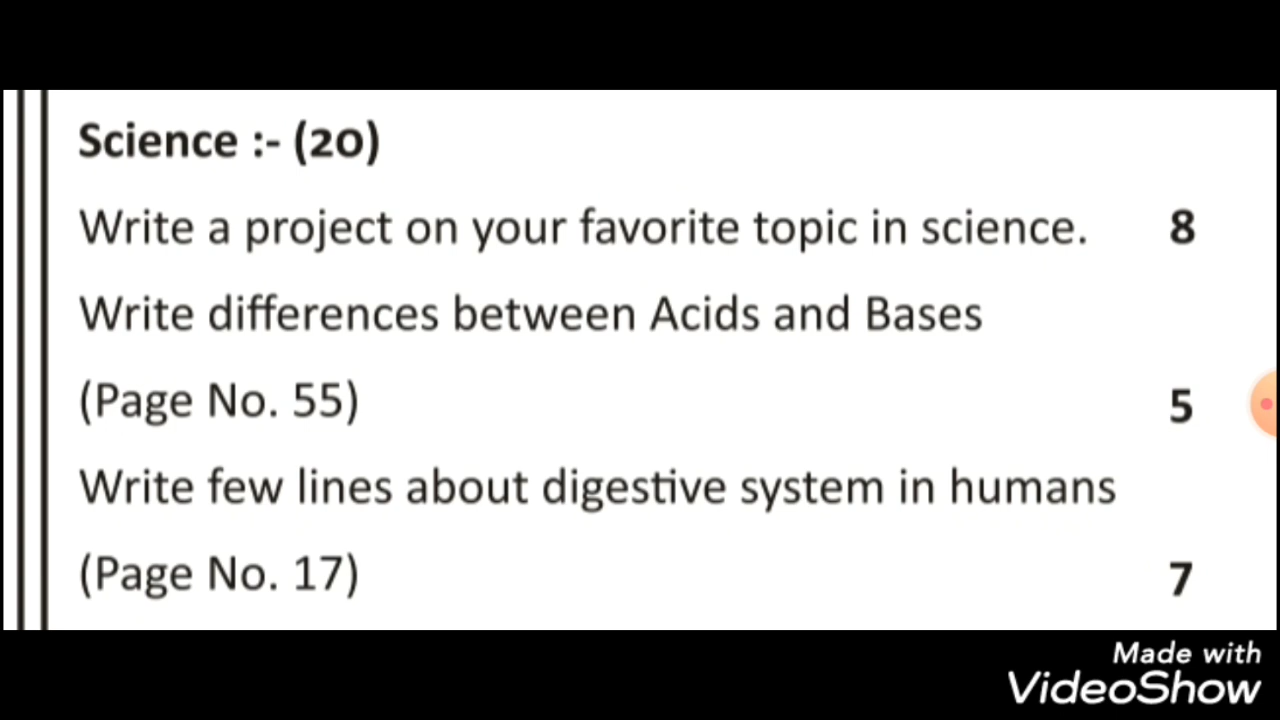 Science :- (20)
Write a project on your favorite topic in science. 8
Write differences between Acids and Bases
(Page No. 55) 5
Write few lines about digestive system in humans
(Page No. 17) 7
Made with
VideoShow